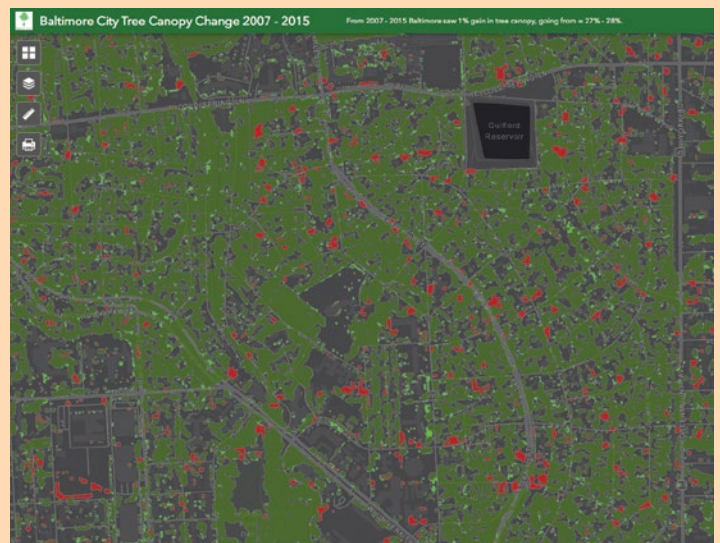 Baltimore City Tree Canopy Change 2007 - 2015
From 2007 - 2015 Baltimore saw 1% gain in tree canopy, going from ≈ 27% - 28%.
Guilford
Reservoir